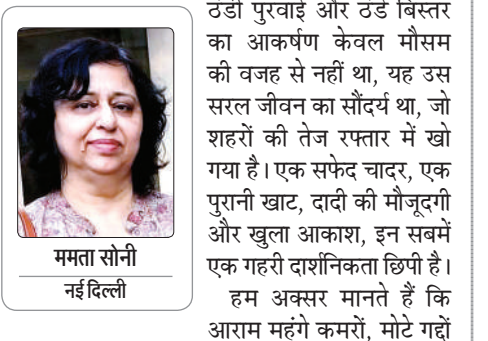 ममता सोनी
नई दिल्ली
ठंडी पुरवाई और ठंडे बिस्तर
का आकर्षण केवल मौसम
की वजह से नहीं था, यह उस
सरल जीवन का सौंदर्य था, जो
शहरों की तेज रफ्तार में खो
गया है। एक सफेद चादर, एक
पुरानी खाट, दादी की मौजूदगी
और खुला आकाश, इन सबमें
एक गहरी दार्शनिकता छिपी है।
हम अक्सर मानते हैं कि
आराम महंगे कमरों, मोटे गद्दों